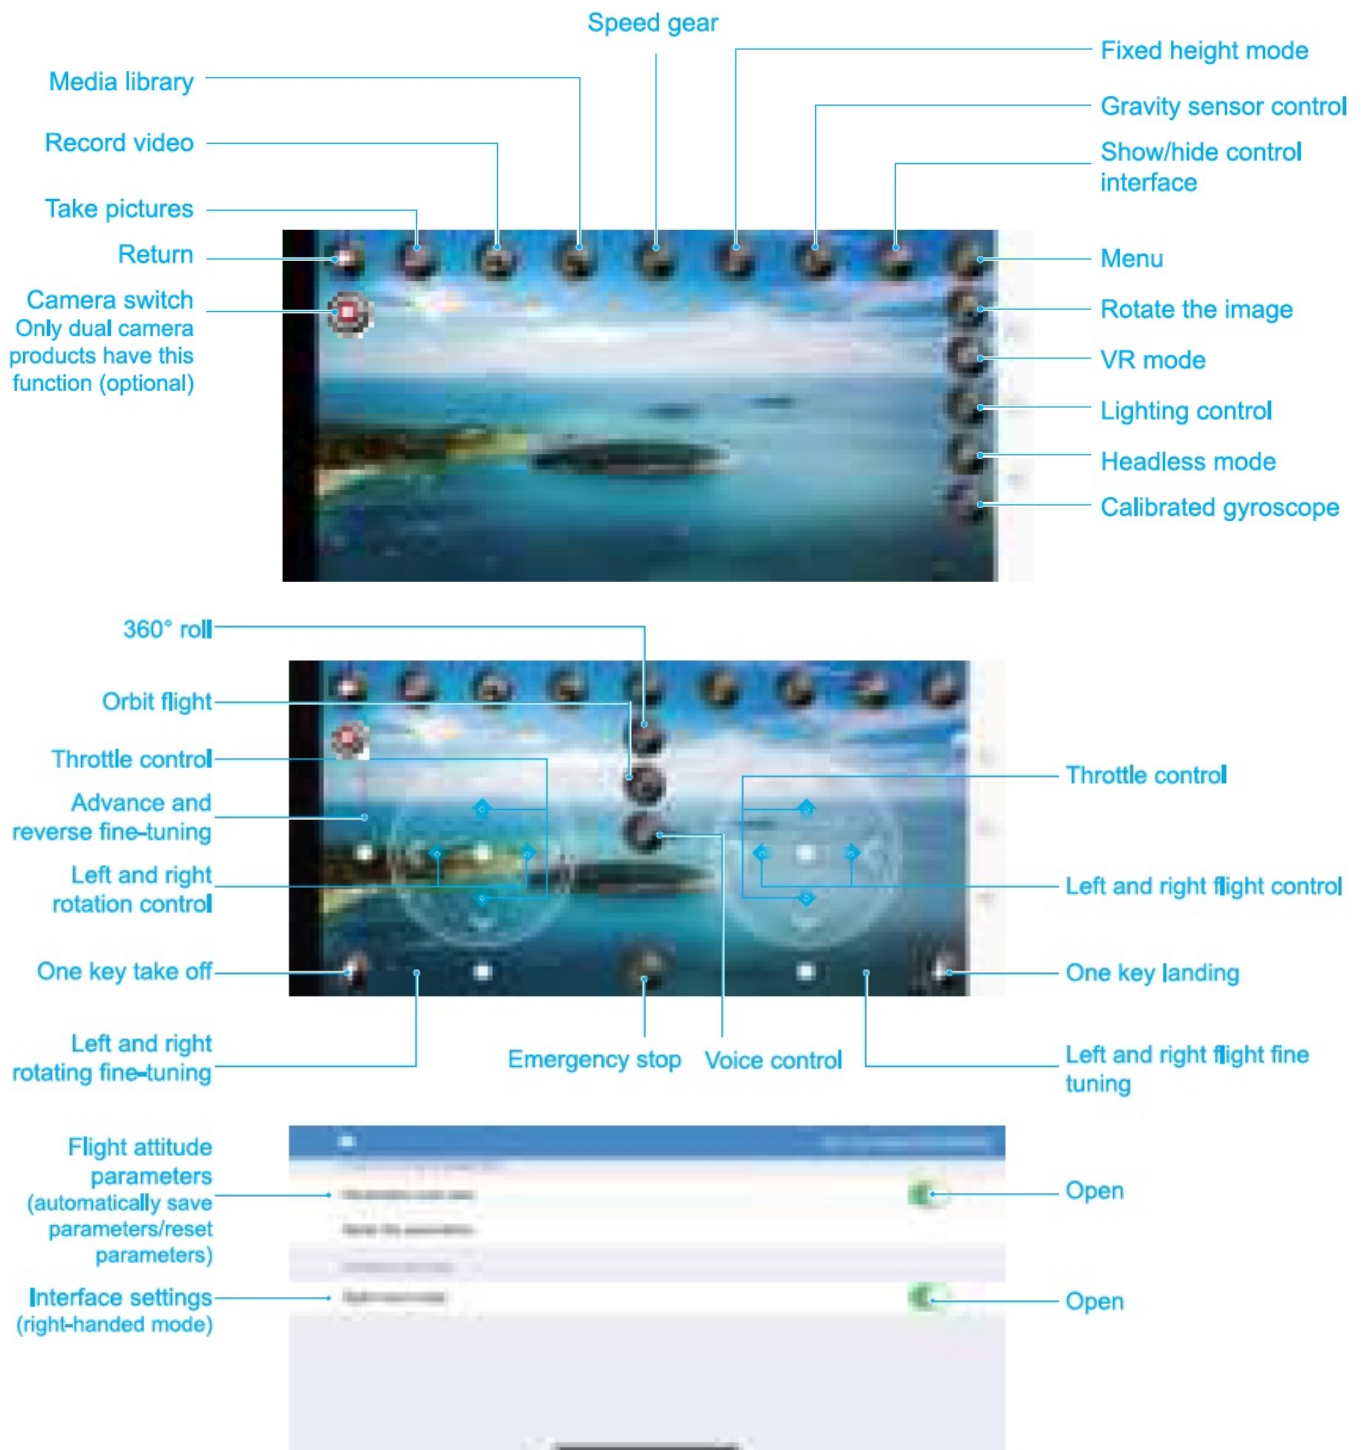 Speed gear
Media library
Record video
Take pictures
Return
Camera switch
Only dual camera
products have this
function (optional)
Fixed height mode
Gravity sensor control
Show/hide control
interface
Menu
Rotate the image
VR mode
Lighting control
Headless mode
Calibrated gyroscope
360° roll
Orbit flight
Throttle control
Advance and
reverse fine-tuning
Left and right
rotation control
One key take off
Left and right
rotating fine-tuning
Emergency stop
Voice control
Throttle control
Left and right flight control
One key landing
Left and right flight fine
tuning
Flight attitude
parameters
(automatically save
parameters/reset
parameters)
Interface settings
(right-handed mode)
Open
Open